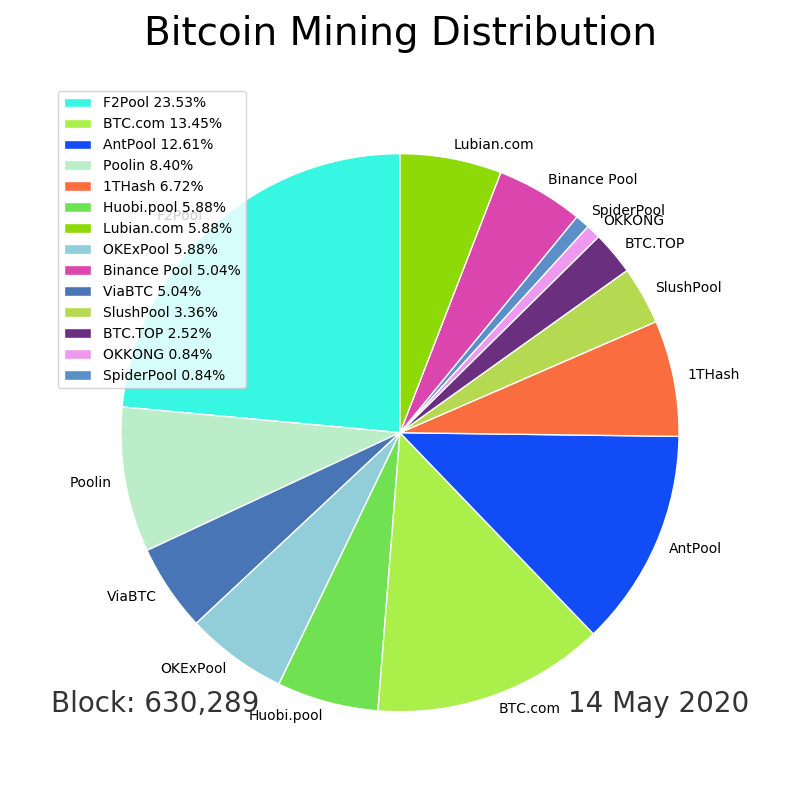 Bitcoin Mining Distribution
F2Pool 23.53%
BTC.com 13.45%
AntPool 12.61%
Poolin 8.40%
1THash 6.72%
Huobi.pool 5.88%
Lubian.com 5.88%
OKExPool 5.88%
Binance Pool 5.04%
ViaBTC 5.04%
SlushPool 3.36%
BTC.TOP 2.52%
OKKONG 0.84%
SpiderPool 0.84%
Lubian.com
Binance Pool
SpiderPool
OKKONG
BTC.TOP
SlushPool
1THash
AntPool
BTC.com
Huobi.pool
OKExPool
ViaBTC
Poolin
F2Pool
Block: 630,289
14 May 2020